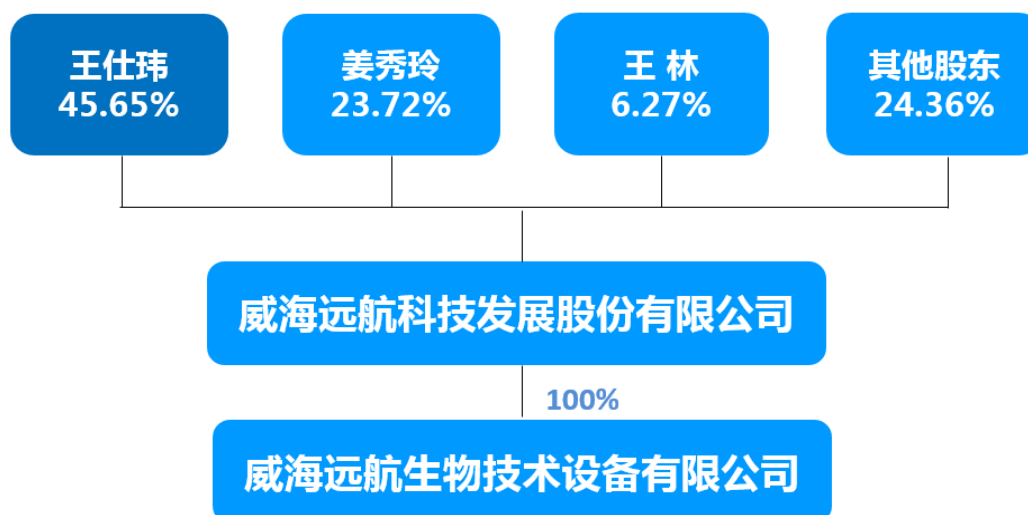 王仕玮
45.65%
姜秀玲
23.72%
王 林
6.27%
其他股东
24.36%
威海远航科技发展股份有限公司
100%
威海远航生物技术设备有限公司